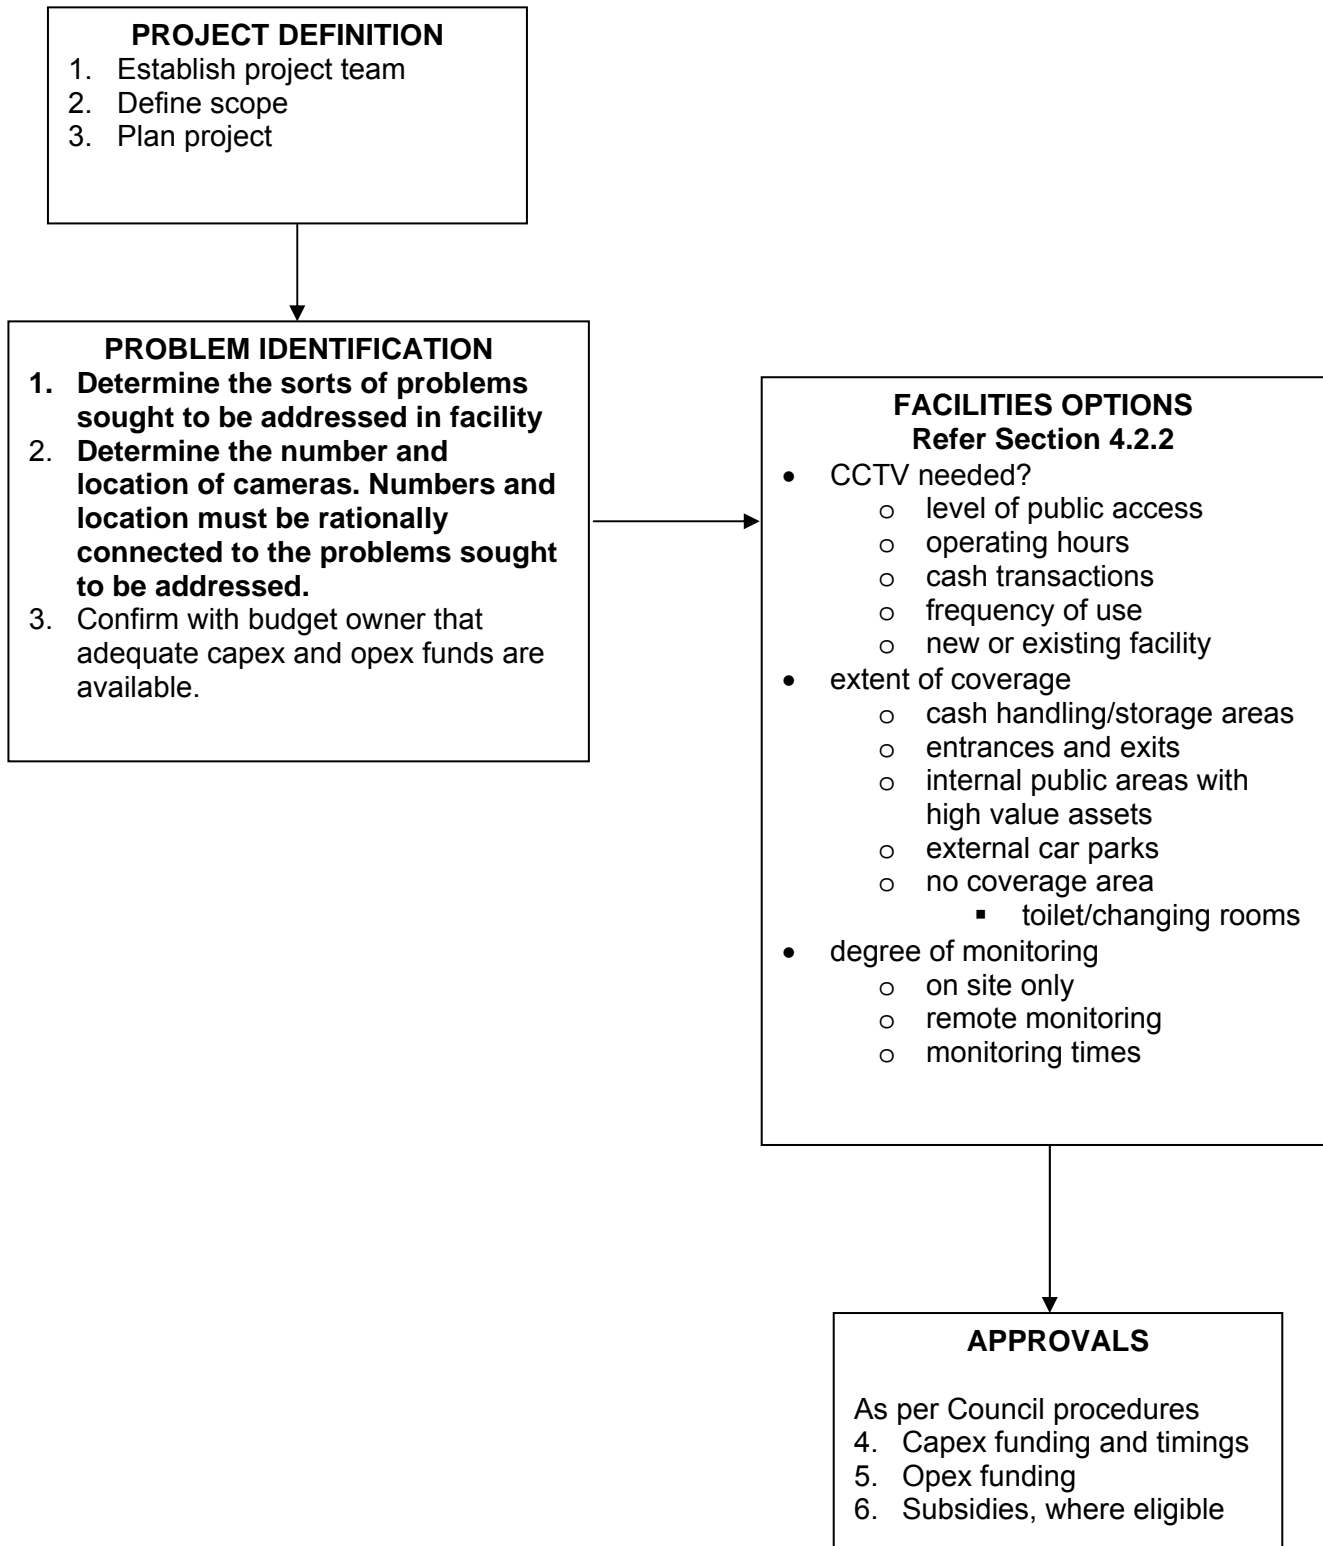 PROJECT DEFINITION
1. Establish project team
2. Define scope
3. Plan project
PROBLEM IDENTIFICATION
1. Determine the sorts of problems
sought to be addressed in facility
2. Determine the number and
location of cameras. Numbers and
location must be rationally
connected to the problems sought
to be addressed.
3. Confirm with budget owner that
adequate capex and opex funds are
available.
FACILITIES OPTIONS
Refer Section 4.2.2
• CCTV needed?
o level of public access
o operating hours
o cash transactions
o frequency of use
o new or existing facility
• extent of coverage
o cash handling/storage areas
o entrances and exits
o internal public areas with
high value assets
o external car parks
o no coverage area
▪ toilet/changing rooms
• degree of monitoring
o on site only
o remote monitoring
o monitoring times
APPROVALS
As per Council procedures
4. Capex funding and timings
5. Opex funding
6. Subsidies, where eligible